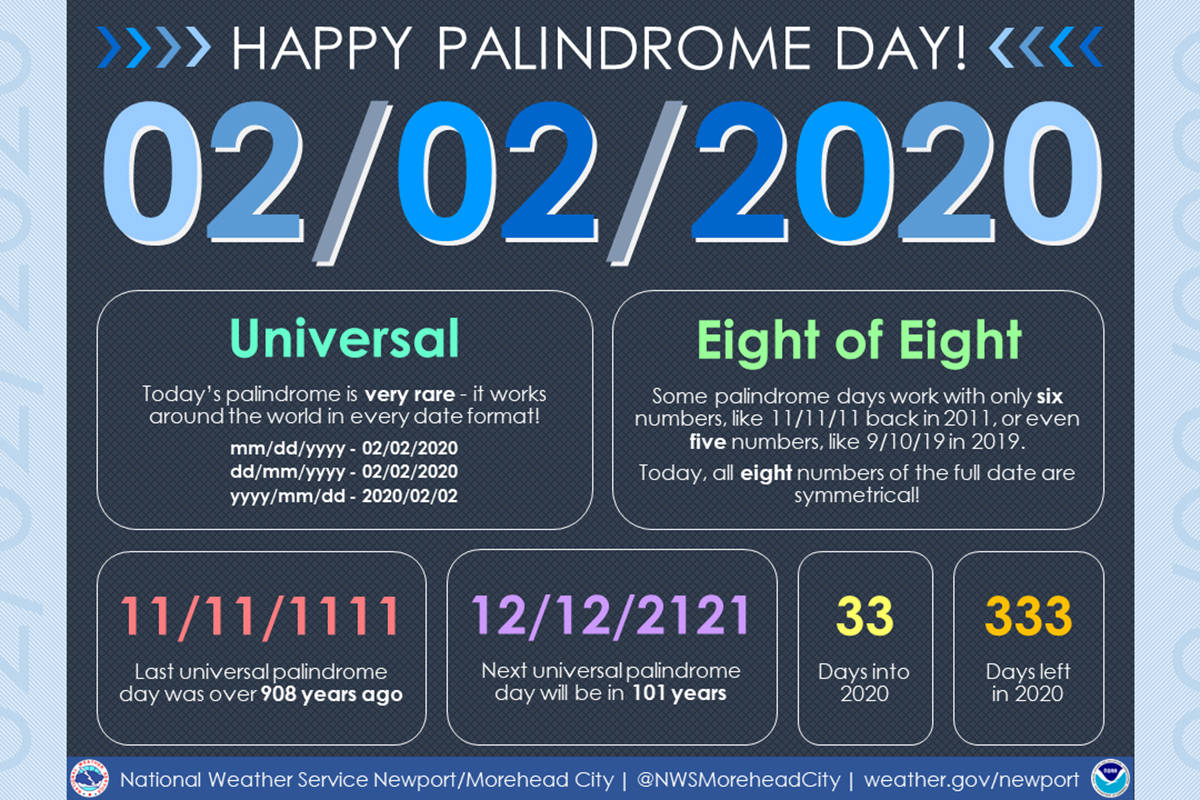 HAPPY PALINDROME DAY!
02/02/2020
Universal
Today's palindrome is very rare - it works
around the world in every date format!
mm/dd/yyyy - 02/02/2020
dd/mm/yyyy - 02/02/2020
yyyy/mm/dd - 2020/02/02
Eight of Eight
Some palindrome days work with only six
numbers, like 11/11/11 back in 2011, or even
five numbers, like 9/10/19 in 2019.
Today, all eight numbers of the full date are
symmetrical!
11/11/1111
Last universal palindrome
day was over 908 years ago
12/12/2121
Next universal palindrome
day will be in 101 years
33
Days into
2020
333
Days left
in 2020
National Weather Service Newport/Morehead City | @NWSMoreheadCity | weather.gov/newport